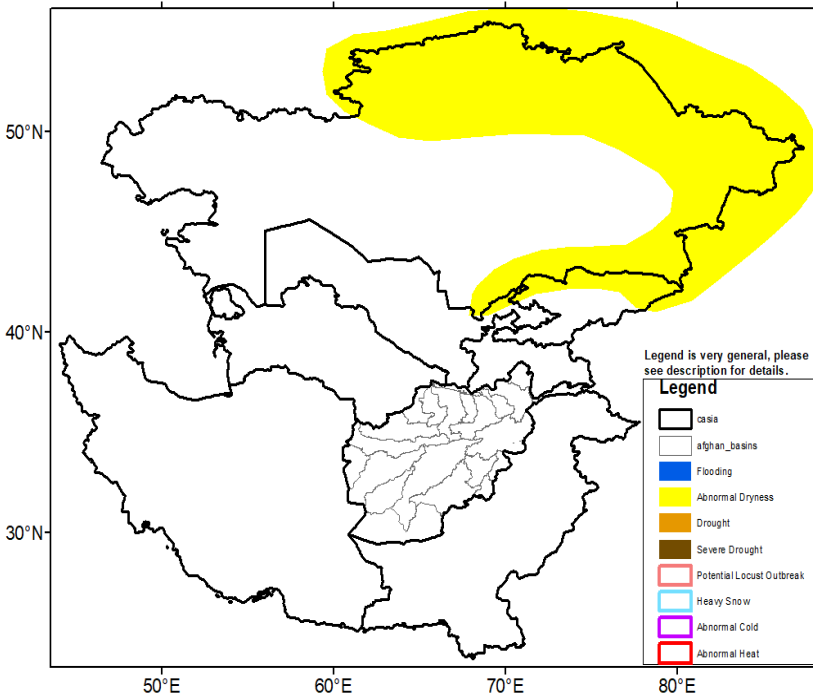 50°N
40°N
30°N
50°E
60°E
70°E
80°E
Legend is very general, please
see description for details.
Legend
casia
afghan_basins
Flooding
Abnormal Dryness
Drought
Severe Drought
Potential Locust Outbreak
Heavy Snow
Abnormal Cold
Abnormal Heat